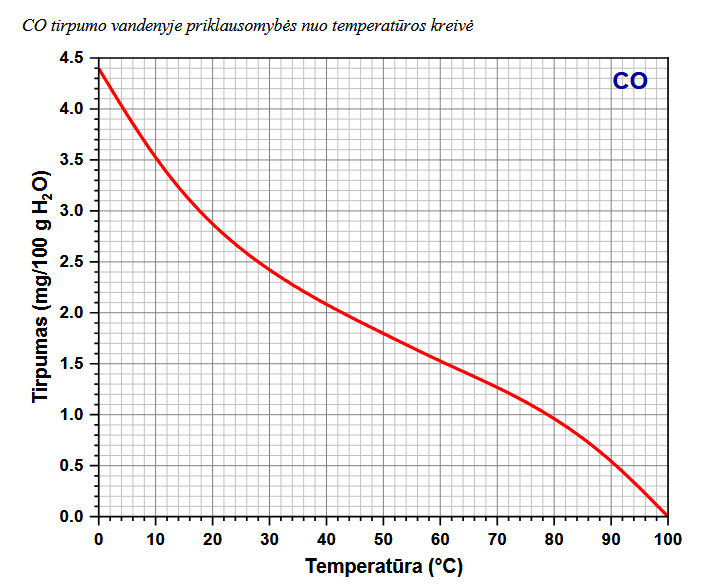 CO tirpumo vandenyje priklausomybės nuo temperatūros kreivė
CO
Tirpumas (mg/100 g H₂O)
4.5
4.0
3.5
3.0
2.5
2.0
1.5
1.0
0.5
0.0
0 10 20 30 40 50 60 70 80 90 100
Temperatūra (°C)